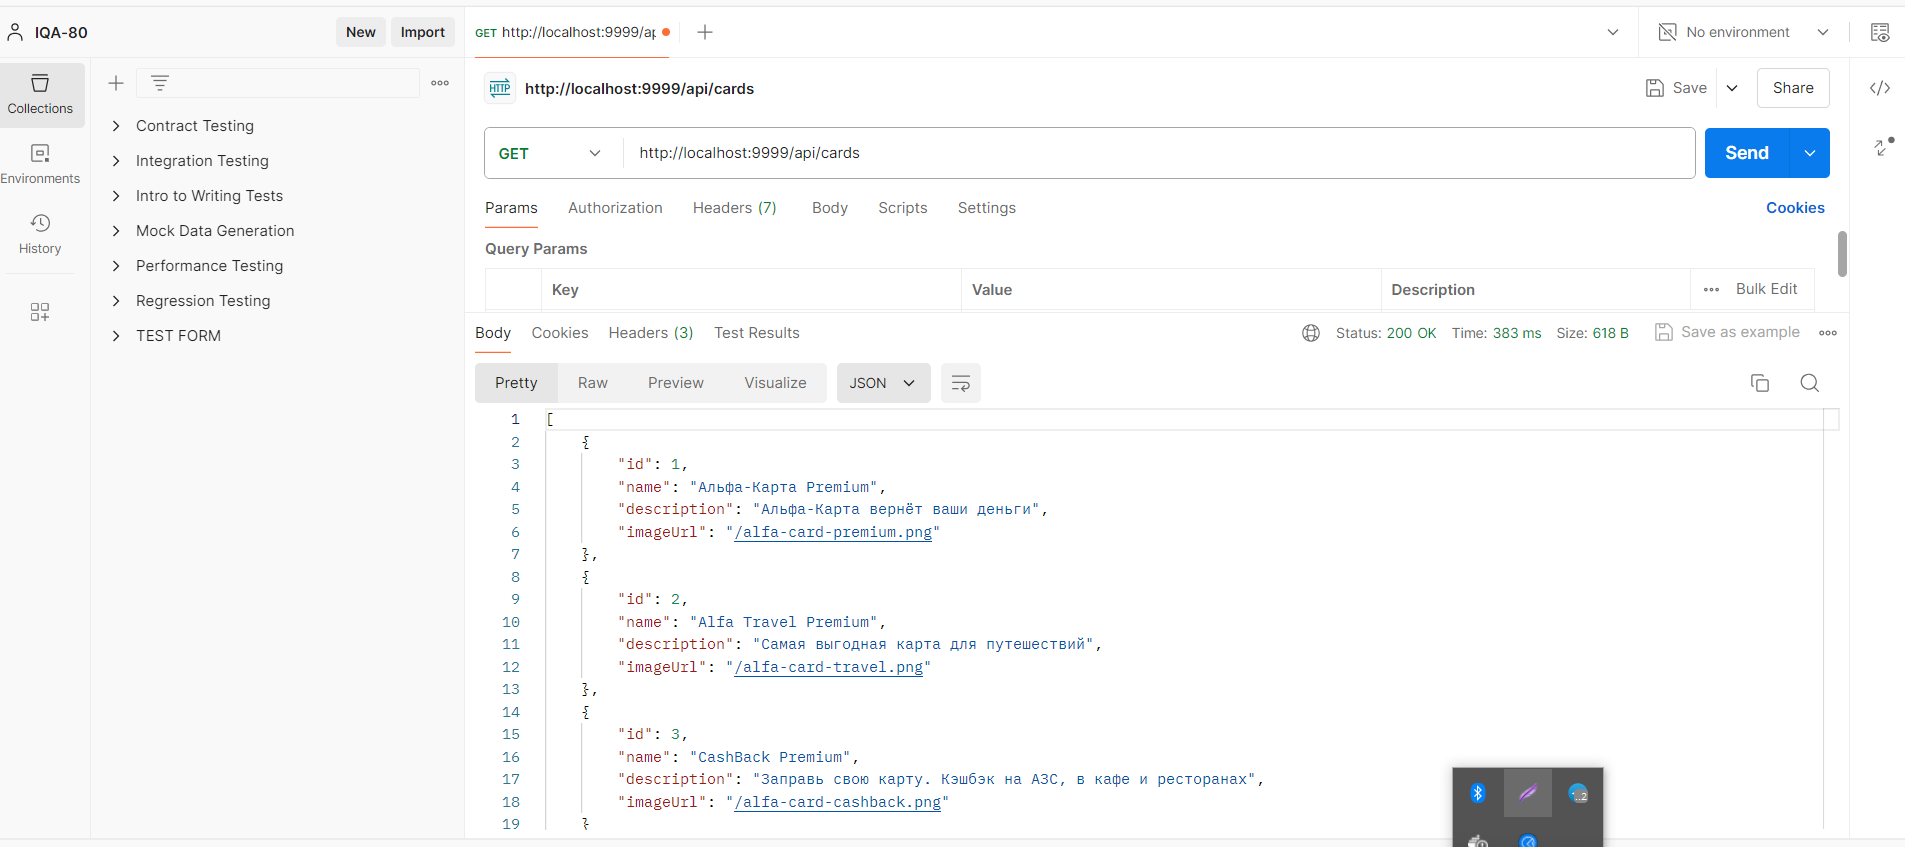 IQA-80
New
Import
GET http://localhost:9999/ap
No environment
Collections
Environments
History
Contract Testing
Integration Testing
Intro to Writing Tests
Mock Data Generation
Performance Testing
Regression Testing
TEST FORM
HTTP http://localhost:9999/api/cards
Save
Share
GET
http://localhost:9999/api/cards
Send
Params Authorization Headers (7) Body Scripts Settings
Cookies
Query Params
Key Value Description
Bulk Edit
Body Cookies Headers (3) Test Results
Status: 200 OK Time: 383 ms Size: 618 B
Save as example
Pretty Raw Preview Visualize
JSON
1 [
2 {
3 "id": 1,
4 "name": "Альфа-Карта Premium",
5 "description": "Альфа-Карта вернёт ваши деньги",
6 "imageUrl": "/alfa-card-premium.png"
7 },
8 {
9 "id": 2,
10 "name": "Alfa Travel Premium",
11 "description": "Самая выгодная карта для путешествий",
12 "imageUrl": "/alfa-card-travel.png"
13 },
14 {
15 "id": 3,
16 "name": "CashBack Premium",
17 "description": "Заправь свою карту. Кэшбэк на АЗС, в кафе и ресторанах",
18 "imageUrl": "/alfa-card-cashback.png"
19 }